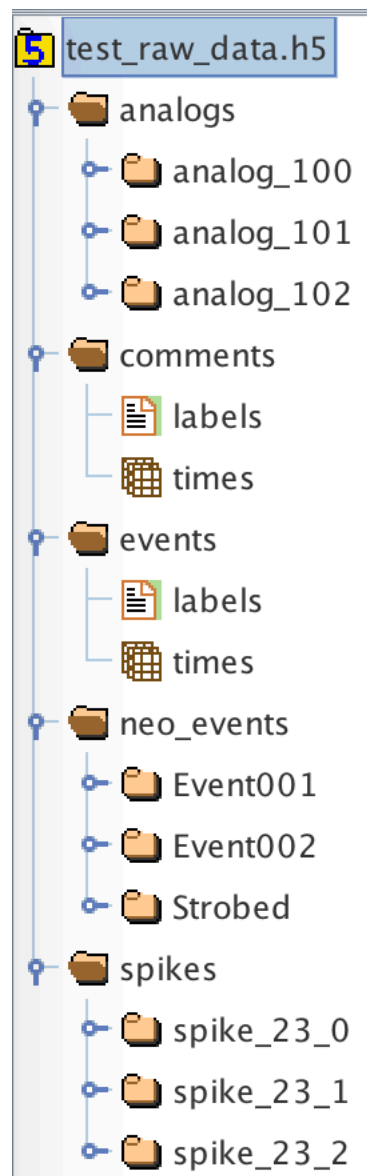 5 test_raw_data.h5
analogs
analog_100
analog_101
analog_102
comments
labels
times
events
labels
times
neo_events
Event001
Event002
Strobed
spikes
spike_23_0
spike_23_1
spike_23_2